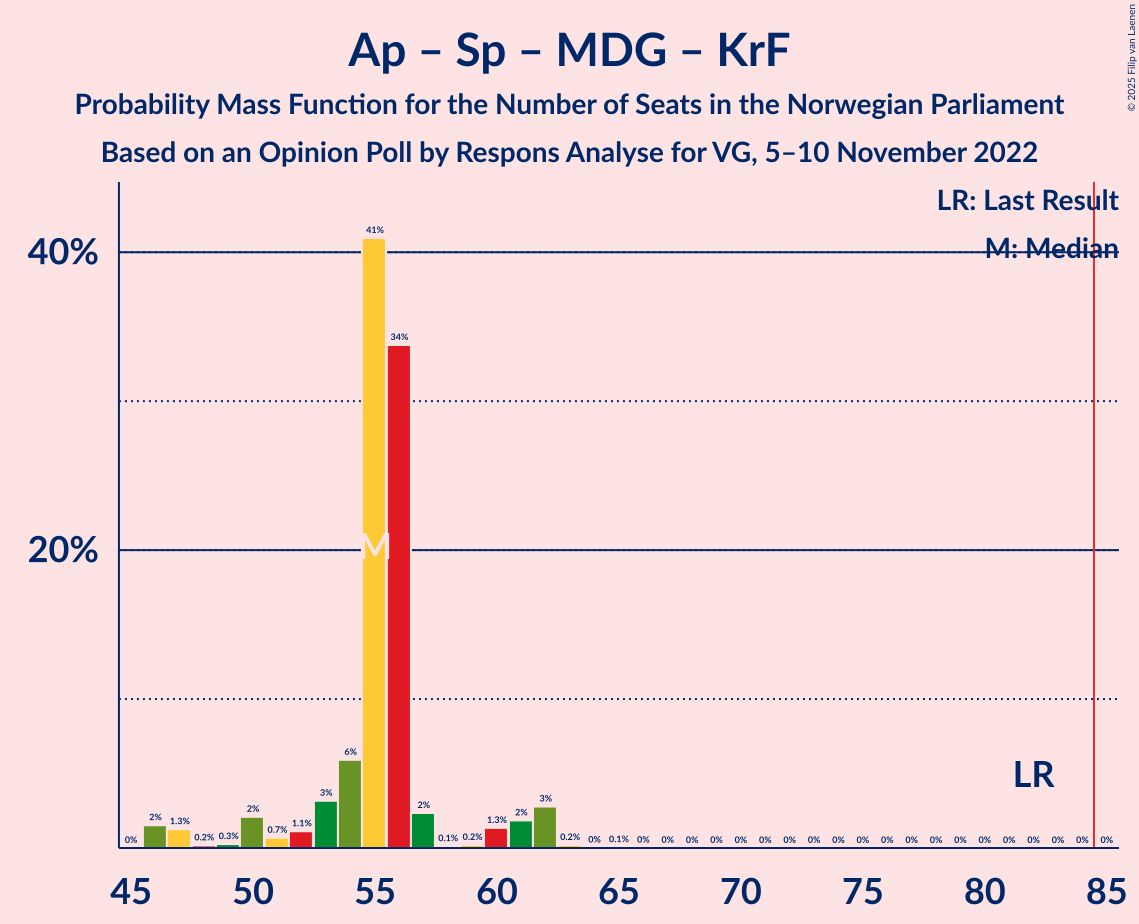 Ap – Sp – MDG – KrF
Probability Mass Function for the Number of Seats in the Norwegian Parliament
Based on an Opinion Poll by Respons Analyse for VG, 5–10 November 2022
© 2025 Filip van Laenen
LR: Last Result
M: Median
40%
20%
0% 2% 1.3% 0.2% 0.3% 2% 0.7% 1.1% 3% 6% 41% 34% 2% 0.1% 0.2% 1.3% 2% 3% 0.2% 0% 0.1% 0% 0% 0% 0% 0% 0% 0% 0% 0% 0% 0% 0% 0% 0% 0% 0% 0% 0% 0% 0%
M
LR
45 50 55 60 65 70 75 80 85